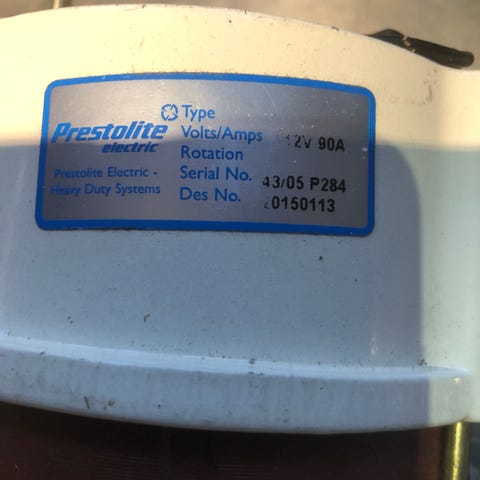 Prestolite
electric
Prestolite Electric -
Heavy Duty Systems
Type
Volts/Amps 12V 90A
Rotation
Serial No. 43/05 P284
Des No. 20150113